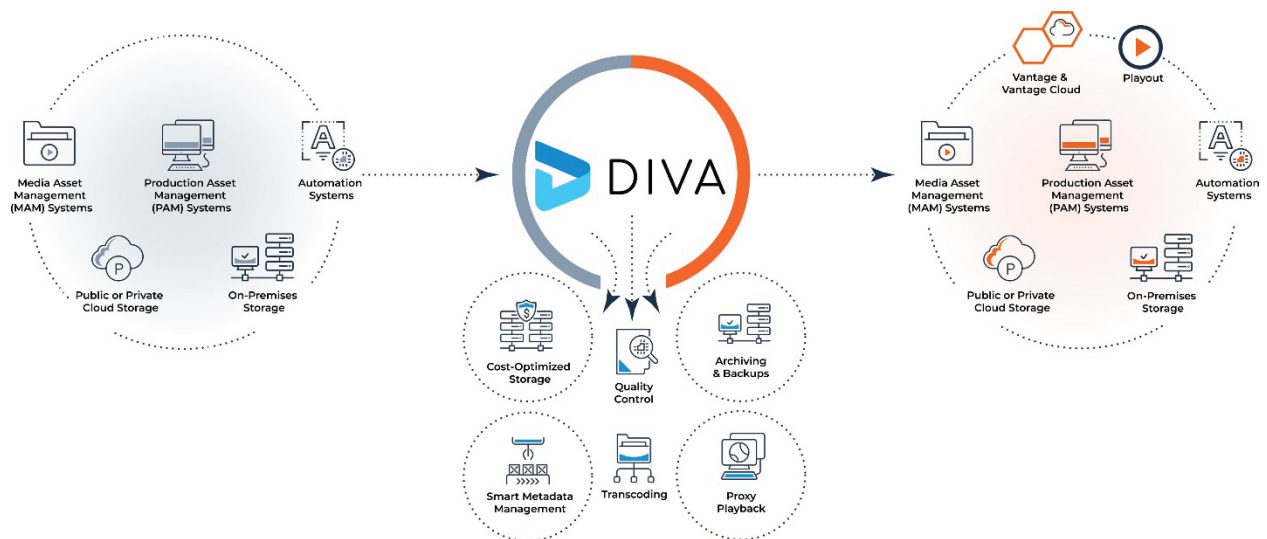 Media Asset
Management
(MAM) Systems
Production Asset
Management
(PAM) Systems
A
Automation
Systems
P
Public or Private
Cloud Storage
On-Premises
Storage
DIVA
$
Cost-Optimized
Storage
Quality
Control
Archiving
& Backups
Smart Metadata
Management
Transcoding
Proxy
Playback
Vantage &
Vantage Cloud
Playout
Media Asset
Management
(MAM) Systems
Production Asset
Management
(PAM) Systems
A
Automation
Systems
P
Public or Private
Cloud Storage
On-Premises
Storage